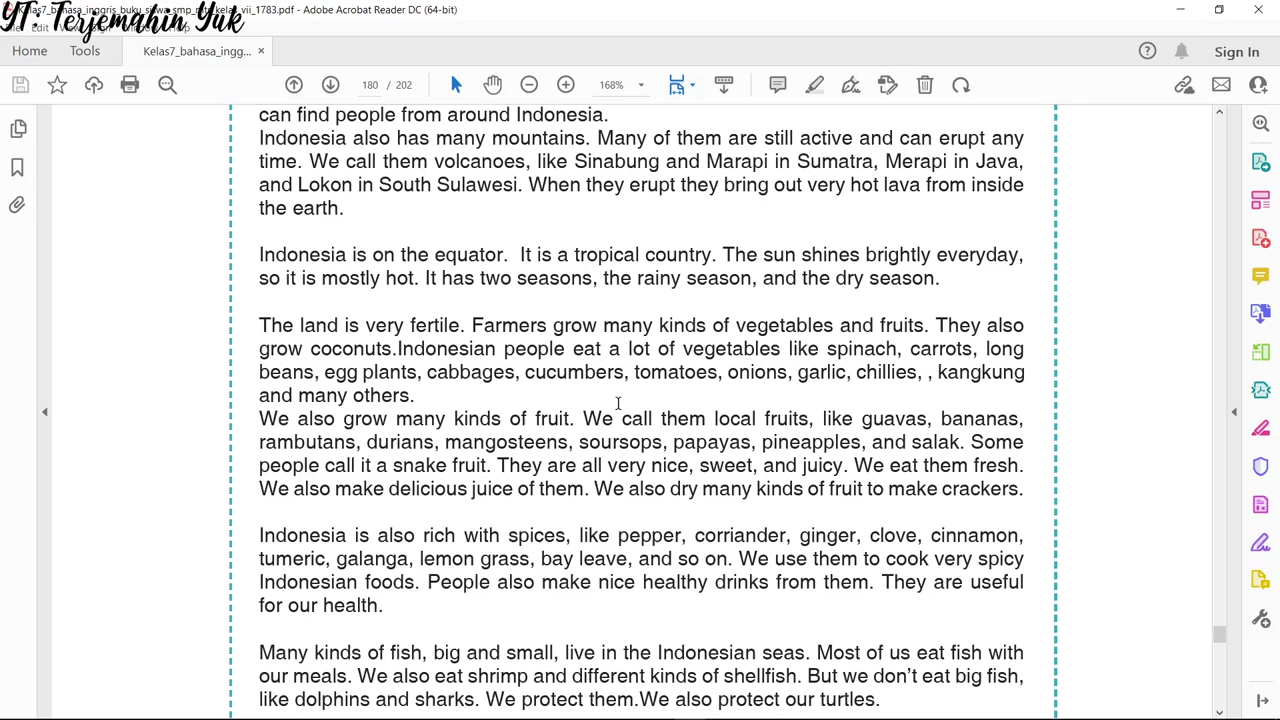 Kelas7_bahasa_inggris_buku_siswa_smp_mts_kelas_vii_1783.pdf - Adobe Acrobat Reader DC (64-bit)
YT: Terjemahin Yuk
Home Tools Kelas7_bahasa_ingg... × Sign In
180 / 202 168%
can find people from around Indonesia.
Indonesia also has many mountains. Many of them are still active and can erupt any
time. We call them volcanoes, like Sinabung and Marapi in Sumatra, Merapi in Java,
and Lokon in South Sulawesi. When they erupt they bring out very hot lava from inside
the earth.
Indonesia is on the equator.  It is a tropical country. The sun shines brightly everyday,
so it is mostly hot. It has two seasons, the rainy season, and the dry season.
The land is very fertile. Farmers grow many kinds of vegetables and fruits. They also
grow coconuts.Indonesian people eat a lot of vegetables like spinach, carrots, long
beans, egg plants, cabbages, cucumbers, tomatoes, onions, garlic, chillies, , kangkung
and many others.
We also grow many kinds of fruit. We call them local fruits, like guavas, bananas,
rambutans, durians, mangosteens, soursops, papayas, pineapples, and salak. Some
people call it a snake fruit. They are all very nice, sweet, and juicy. We eat them fresh.
We also make delicious juice of them. We also dry many kinds of fruit to make crackers.
Indonesia is also rich with spices, like pepper, corriander, ginger, clove, cinnamon,
tumeric, galanga, lemon grass, bay leave, and so on. We use them to cook very spicy
Indonesian foods. People also make nice healthy drinks from them. They are useful
for our health.
Many kinds of fish, big and small, live in the Indonesian seas. Most of us eat fish with
our meals. We also eat shrimp and different kinds of shellfish. But we don’t eat big fish,
like dolphins and sharks. We protect them.We also protect our turtles.